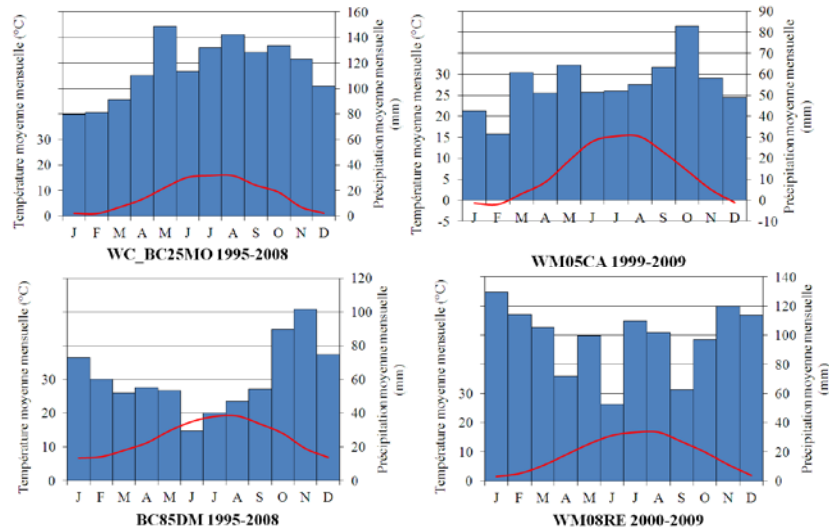 Température moyenne mensuelle (°C)
30
20
10
0
160
140
120
100
80
60
40
20
0
Précipitation moyenne mensuelle
(mm)
J F M A M J J A S O N D
WC_BC25MO 1995-2008
Température moyenne mensuelle (°C)
30
25
20
15
10
5
0
-5
90
80
70
60
50
40
30
20
10
0
-10
Précipitation moyenne mensuelle
(mm)
J F M A M J J A S O N D
WM05CA 1999-2009
Température moyenne mensuelle (°C)
30
20
10
0
120
100
80
60
40
20
0
Précipitation moyenne mensuelle
(mm)
J F M A M J J A S O N D
BC85DM 1995-2008
Température moyenne mensuelle (°C)
30
20
10
0
140
120
100
80
60
40
20
0
Précipitation moyenne mensuelle
(mm)
J F M A M J J A S O N D
WM08RE 2000-2009